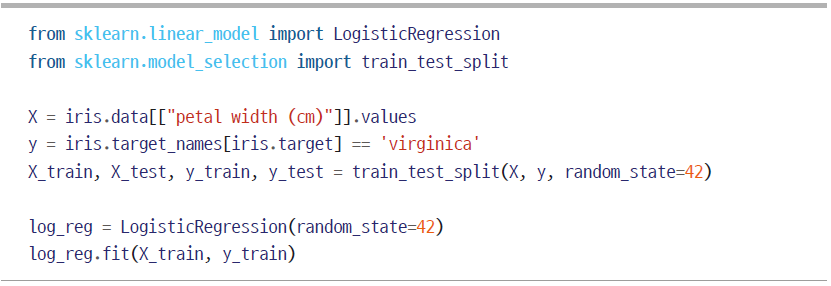 from sklearn.linear_model import LogisticRegression
from sklearn.model_selection import train_test_split

X = iris.data[["petal width (cm)"]].values
y = iris.target_names[iris.target] == 'virginica'
X_train, X_test, y_train, y_test = train_test_split(X, y, random_state=42)

log_reg = LogisticRegression(random_state=42)
log_reg.fit(X_train, y_train)